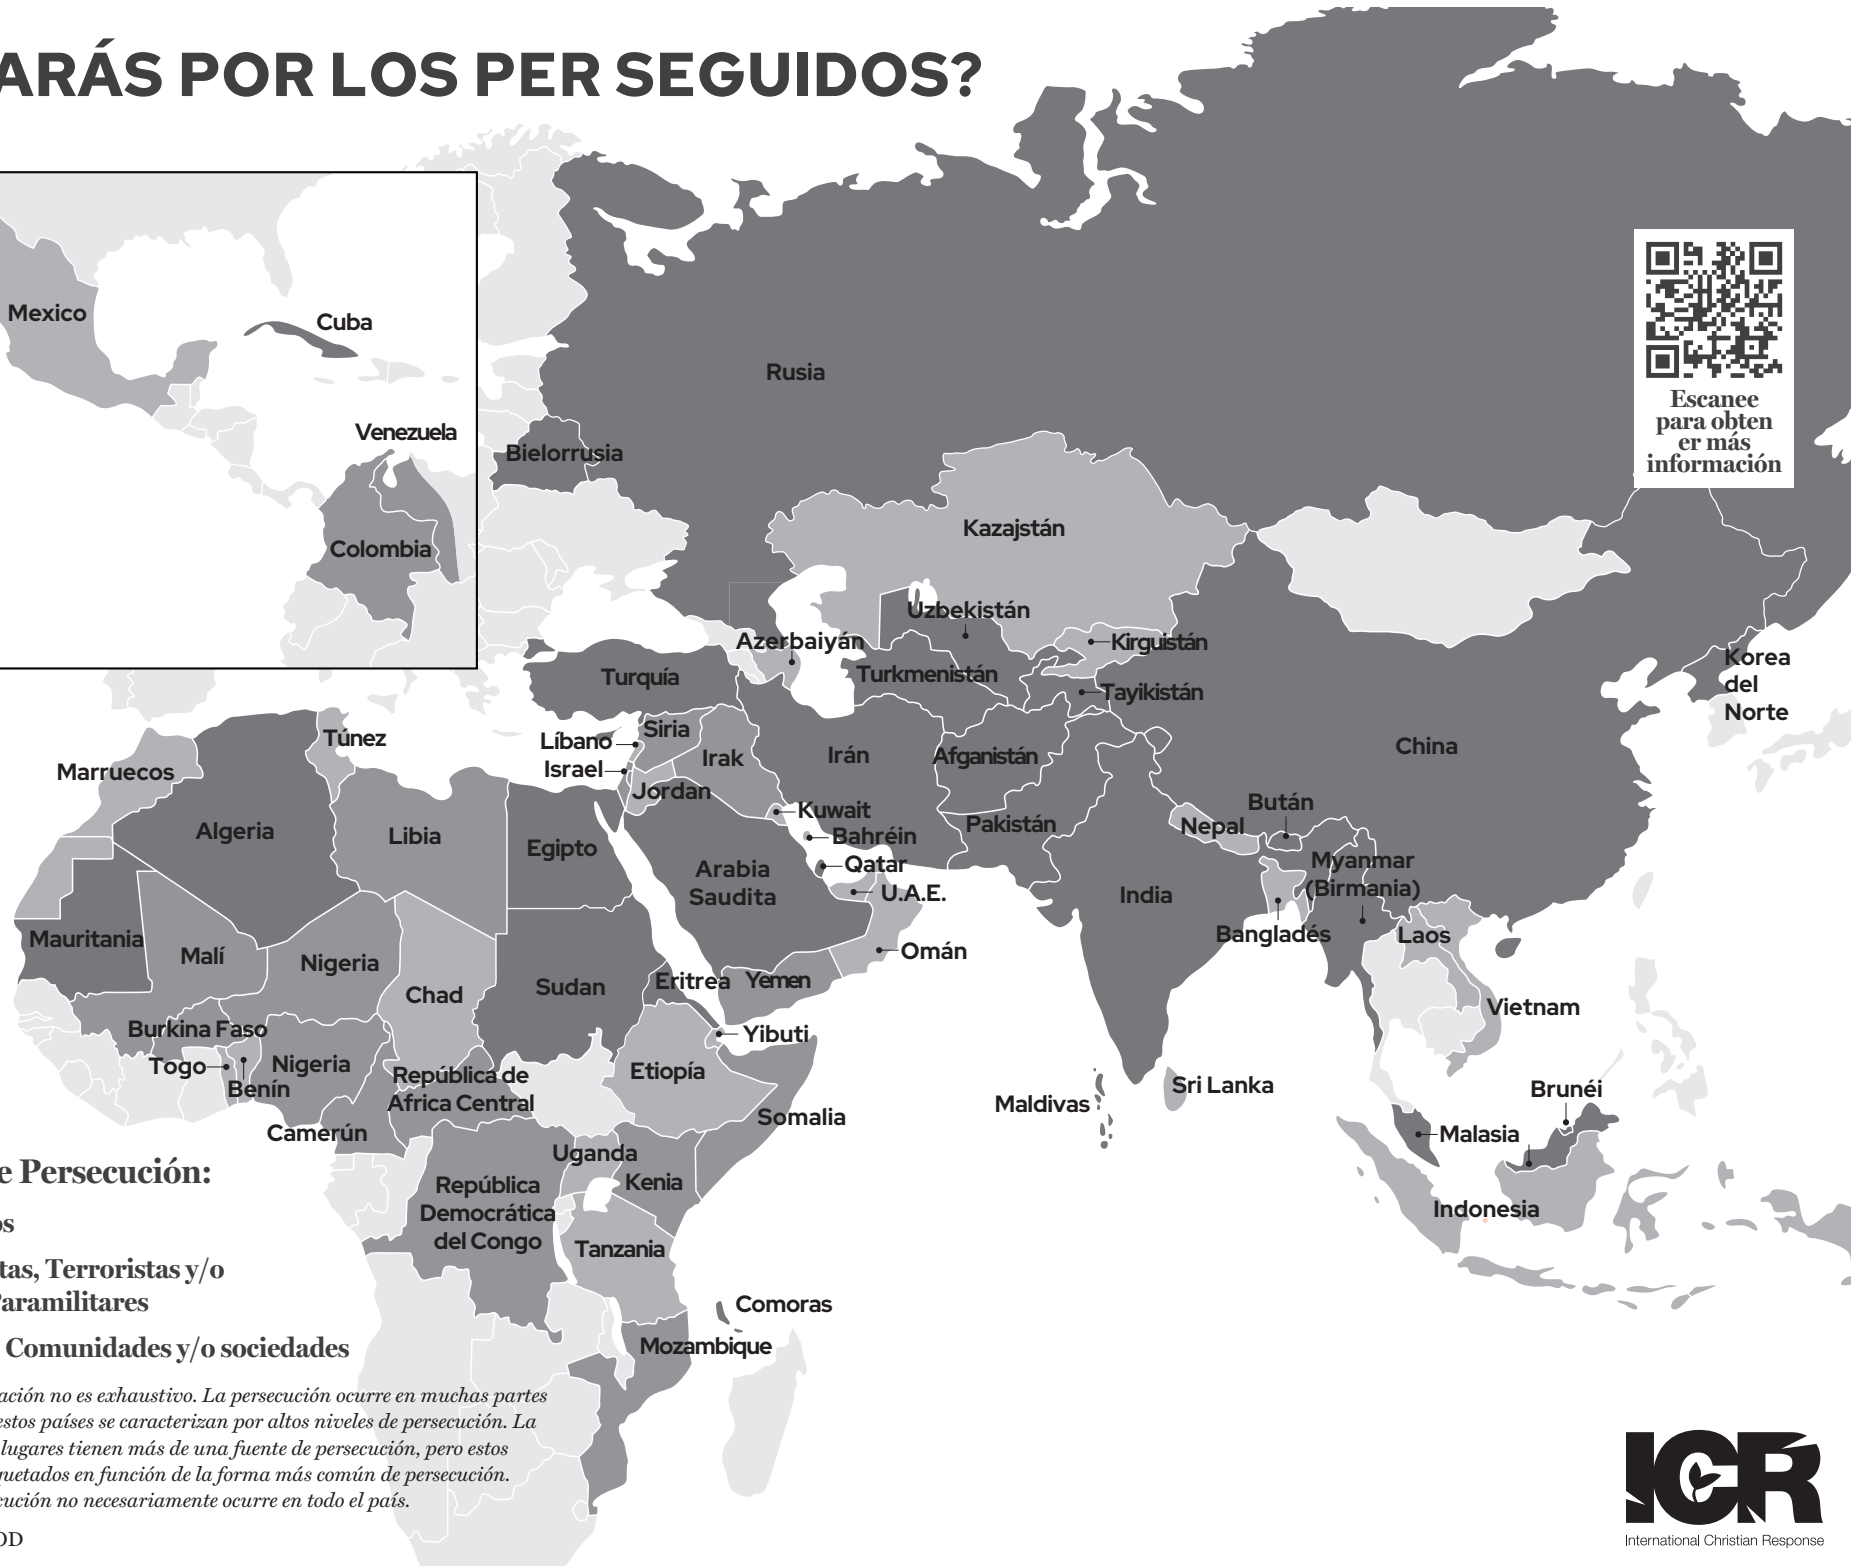 ARÁS POR LOS PER SEGUIDOS?
Mexico
Cuba
Venezuela
Colombia
Rusia
Bielorrusia
Escanee
para obten
er más
información
Kazajstán
Uzbekistán
Azerbaiyán
Kirguistán
Turquía
Turkmenistán
Tayikistán
Korea
del
Norte
Túnez
Siria
Líbano
Irak
Irán
Afganistán
China
Marruecos
Israel
Jordan
Kuwait
Bután
Algeria
Libia
Egipto
Bahréin
Pakistán
Nepal
Arabia
Saudita
Qatar
Myanmar
(Birmania)
U.A.E.
India
Mauritania
Malí
Nigeria
Omán
Bangladés
Laos
Chad
Sudan
Eritrea
Yemen
Vietnam
Burkina Faso
Yibuti
Togo
Nigeria
Benín
República de
Africa Central
Etiopía
Sri Lanka
Maldivas
Brunéi
Camerún
Somalia
Malasia
Uganda
Kenia
República
Democrática
del Congo
Indonesia
Tanzania
Comoras
Mozambique
e Persecución:
os
tas, Terroristas y/o
Paramilitares
Comunidades y/o sociedades
ación no es exhaustivo. La persecución ocurre en muchas partes
estos países se caracterizan por altos niveles de persecución. La
lugares tienen más de una fuente de persecución, pero estos
quetados en función de la forma más común de persecución.
cución no necesariamente ocurre en todo el país.
OD
ICR
International Christian Response